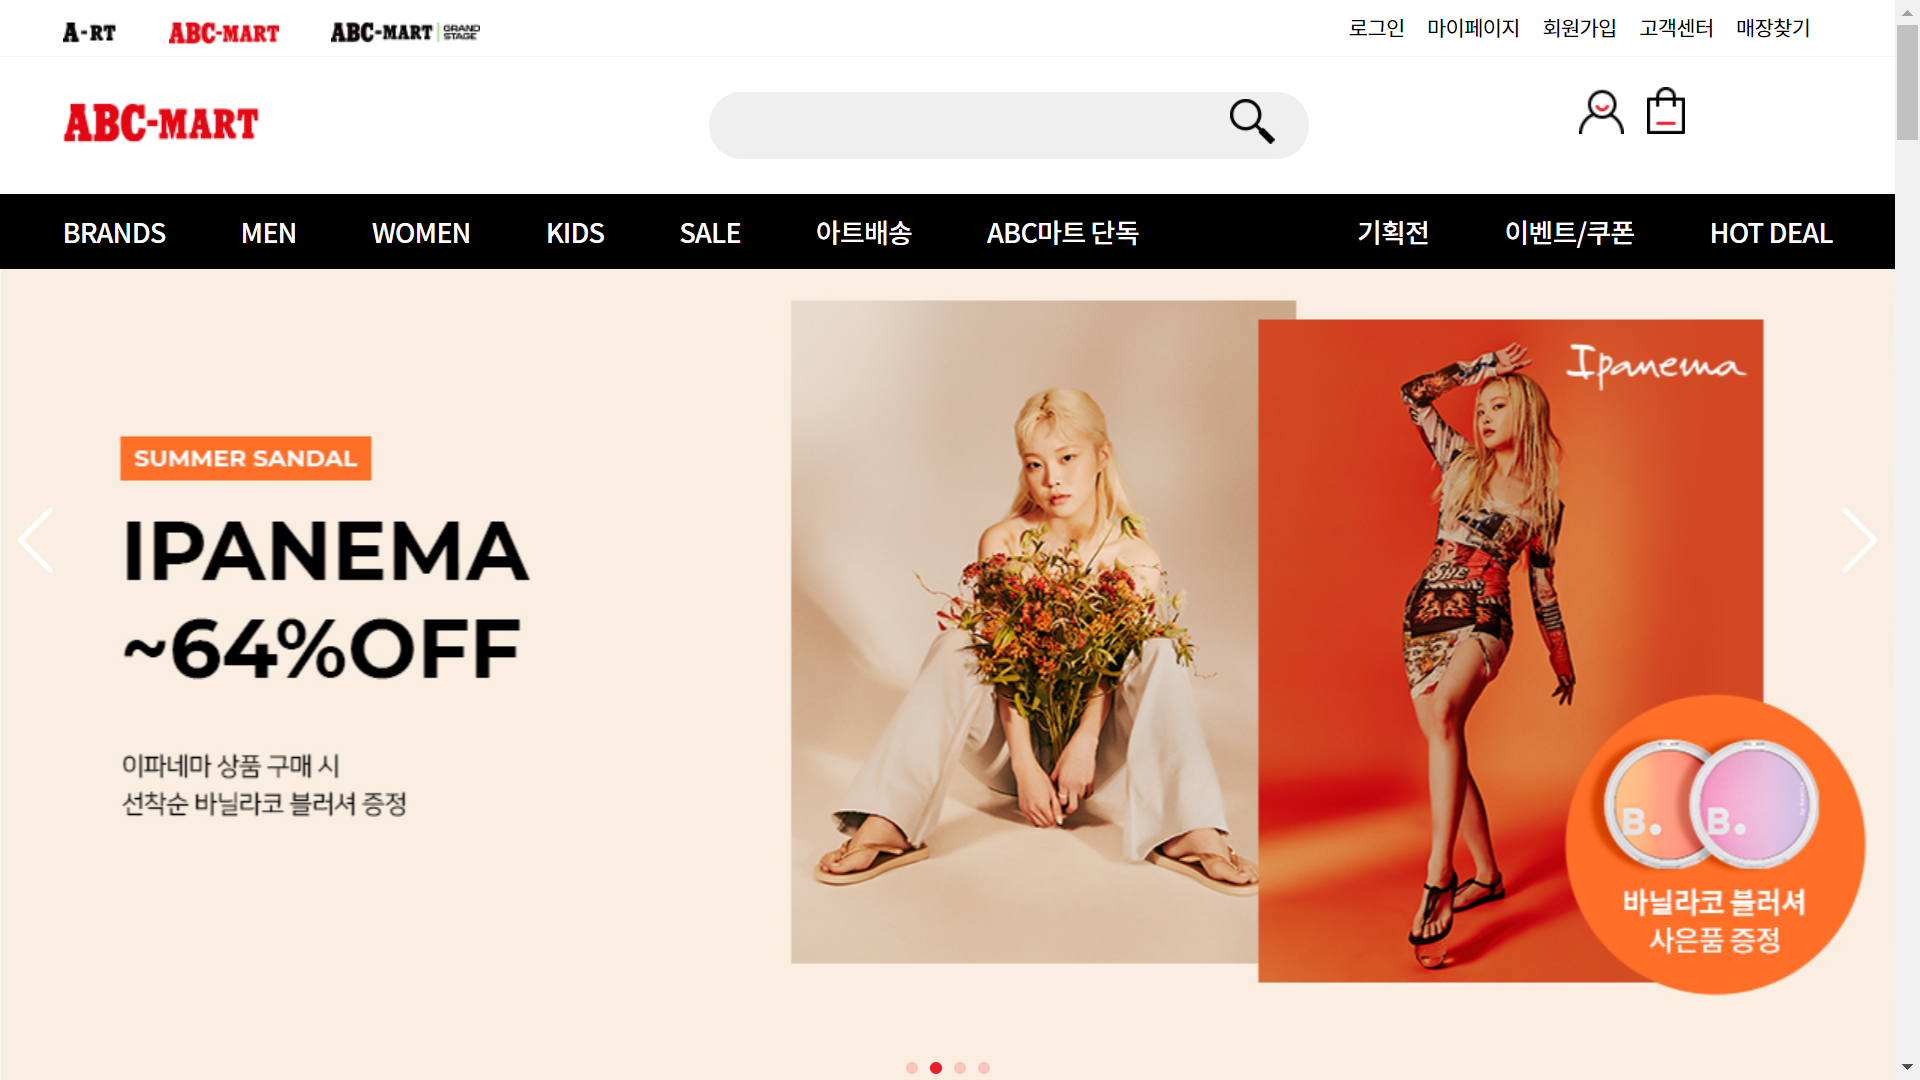 A-RT
ABC-MART
ABC-MART GRAND STAGE
로그인 마이페이지 회원가입 고객센터 매장찾기
ABC-MART
BRANDS MEN WOMEN KIDS SALE 아트배송 ABC마트 단독 기획전 이벤트/쿠폰 HOT DEAL
SUMMER SANDAL
IPANEMA
~64%OFF
이파네마 상품 구매 시
선착순 바닐라코 블러셔 증정
Ipanema
SHE
B. B.
바닐라코 블러셔
사은품 증정